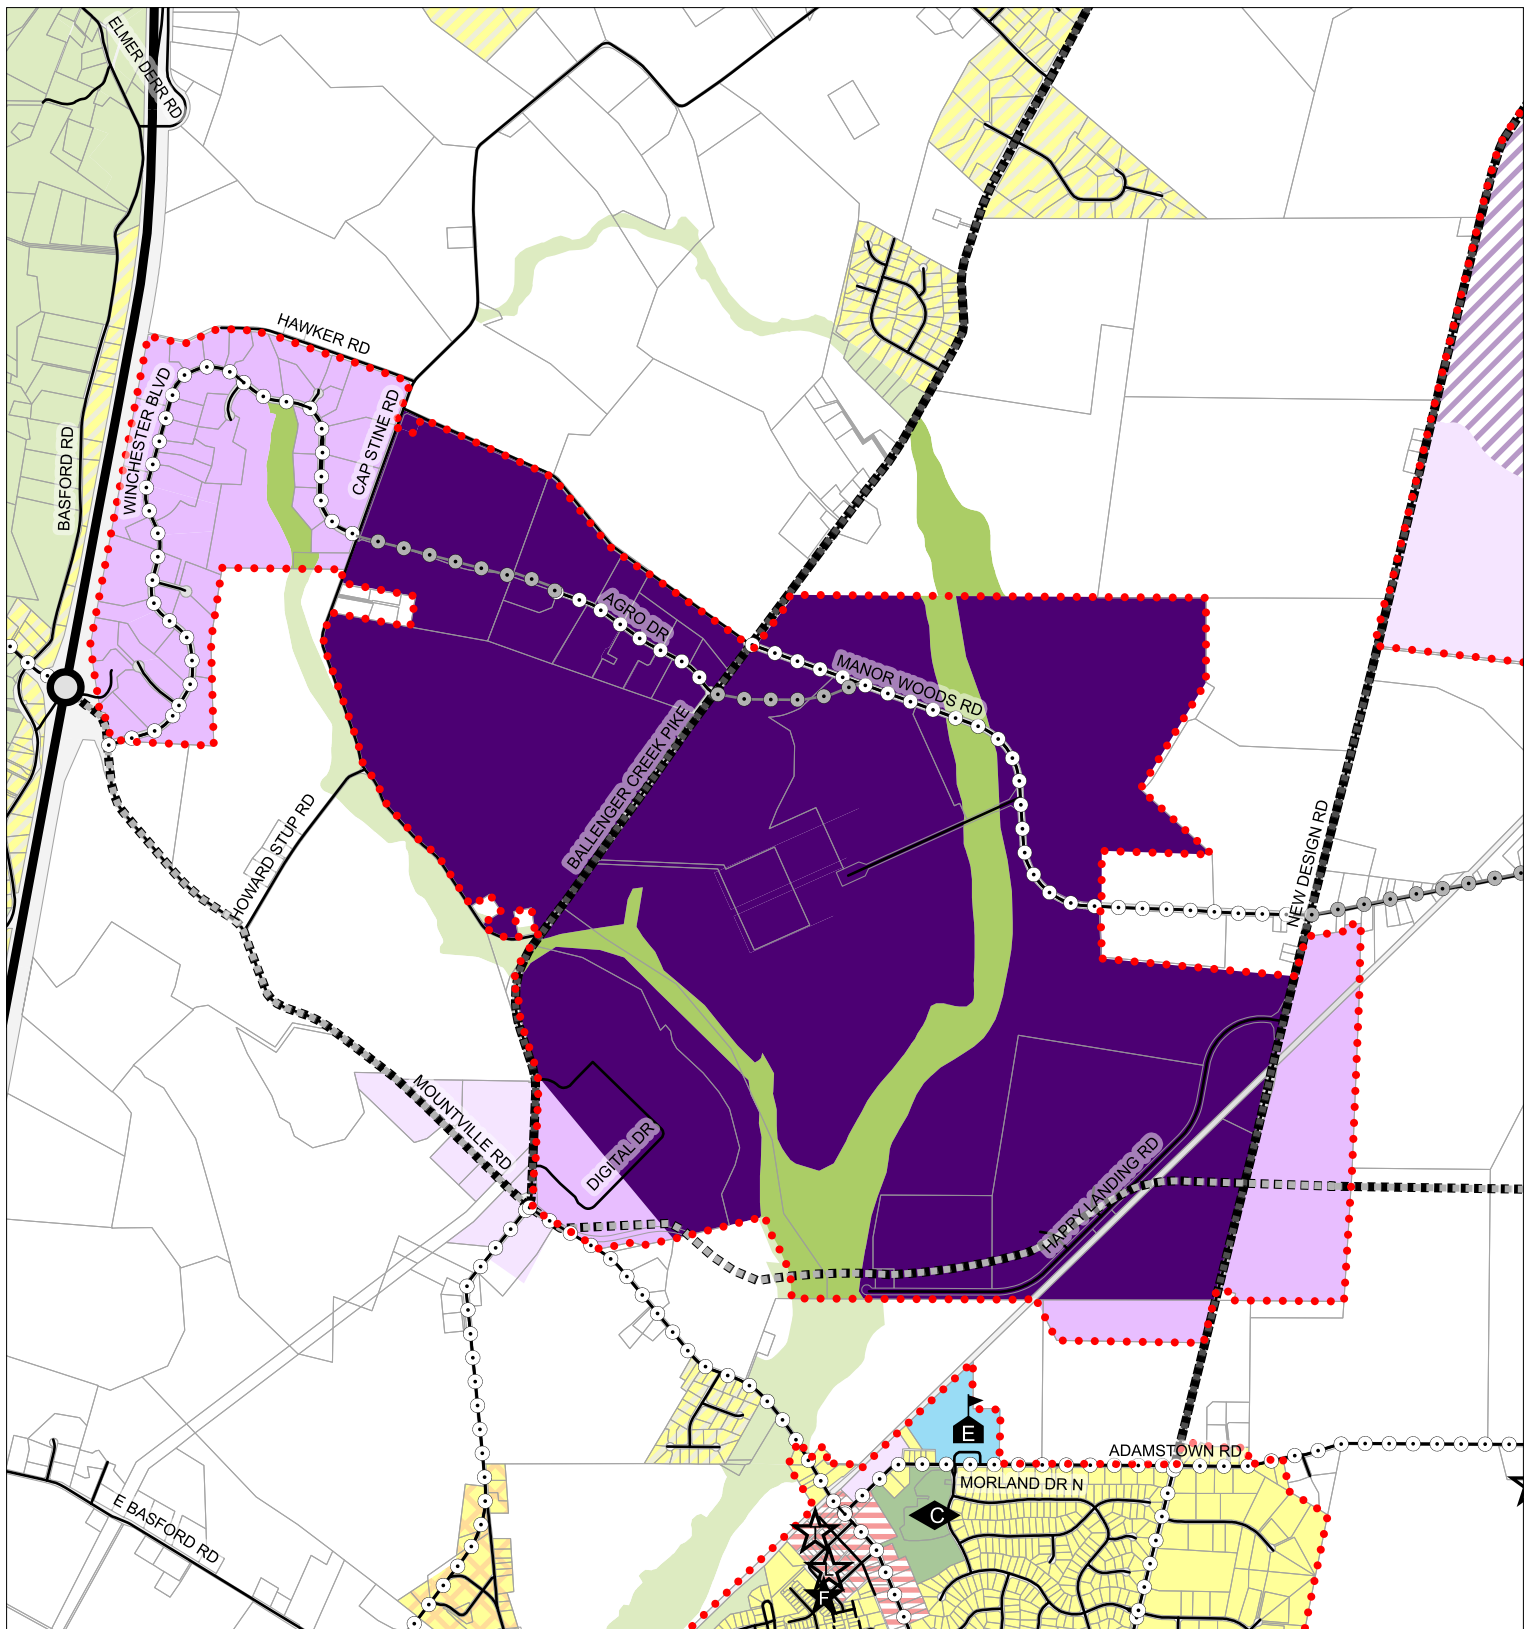 ELMER DERR RD
HAWKER RD
WINCHESTER BLVD
CAP STINE RD
BASFORD RD
AGRO DR
MANOR WOODS RD
BALLENGER CREEK PIKE
HOWARD STUP RD
NEW DESIGN RD
MOUNTVILLE RD
DIGITAL DR
HAPPY LANDING RD
E
ADAMSTOWN RD
MORLAND DR N
C
E BASFORD RD
F